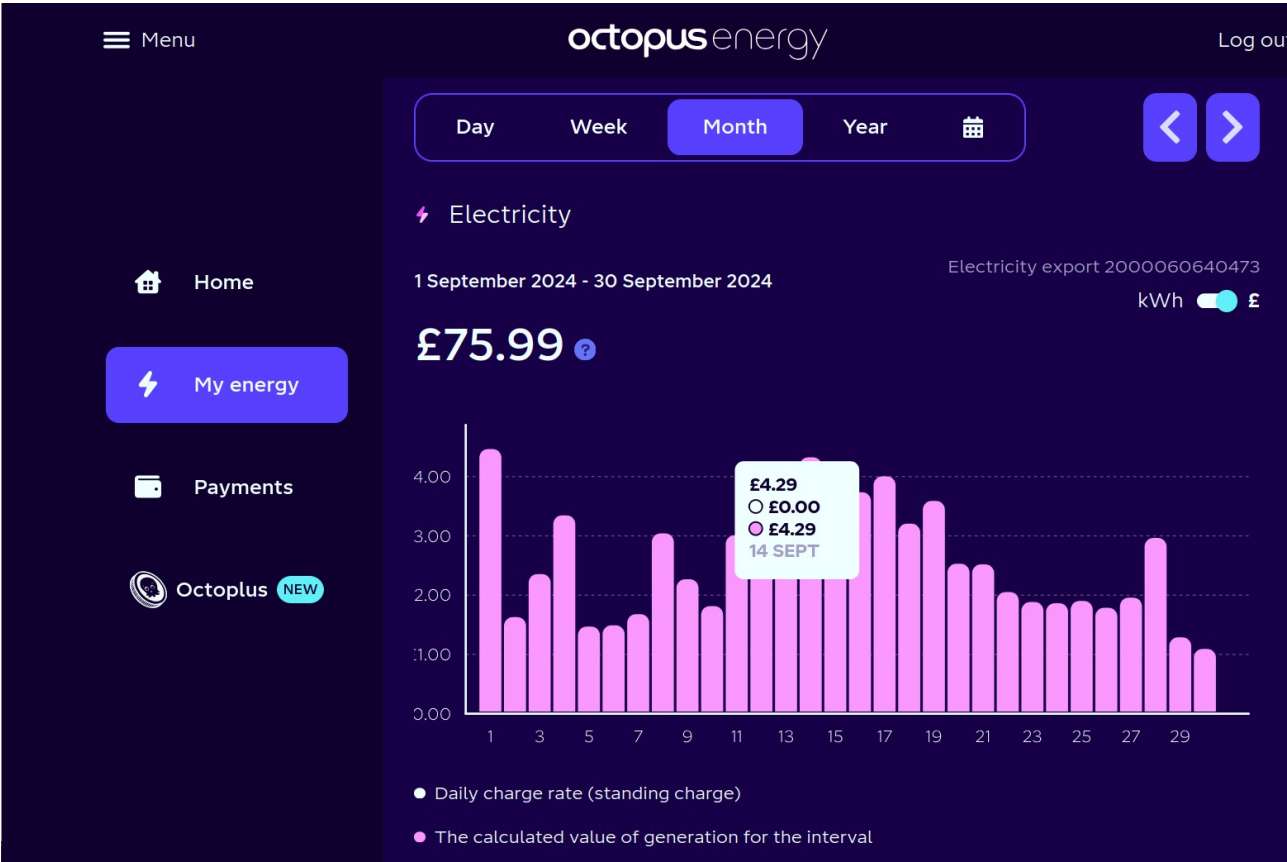 Menu
octopus energy
Log out
Day Week Month Year
Electricity
1 September 2024 - 30 September 2024
Electricity export 2000060640473
kWh £
£75.99 ?
Home
My energy
Payments
Octoplus NEW
4.00
3.00
2.00
£1.00
0.00
£4.29
£0.00
£4.29
14 SEPT
1 3 5 7 9 11 13 15 17 19 21 23 25 27 29
Daily charge rate (standing charge)
The calculated value of generation for the interval